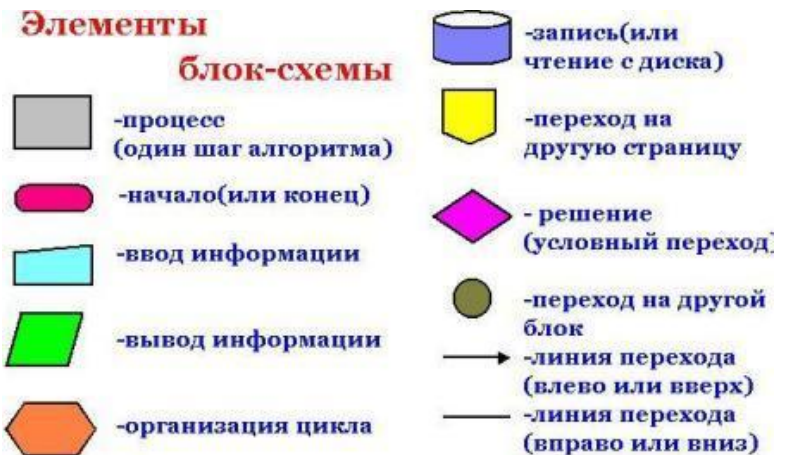 Элементы
блок-схемы
-процесс
(один шаг алгоритма)
-начало(или конец)
-ввод информации
-вывод информации
-организация цикла
-запись(или
чтение с диска)
-переход на
другую страницу
- решение
(условный переход)
-переход на другой
блок
-линия перехода
(влево или вверх)
-линия перехода
(вправо или вниз)